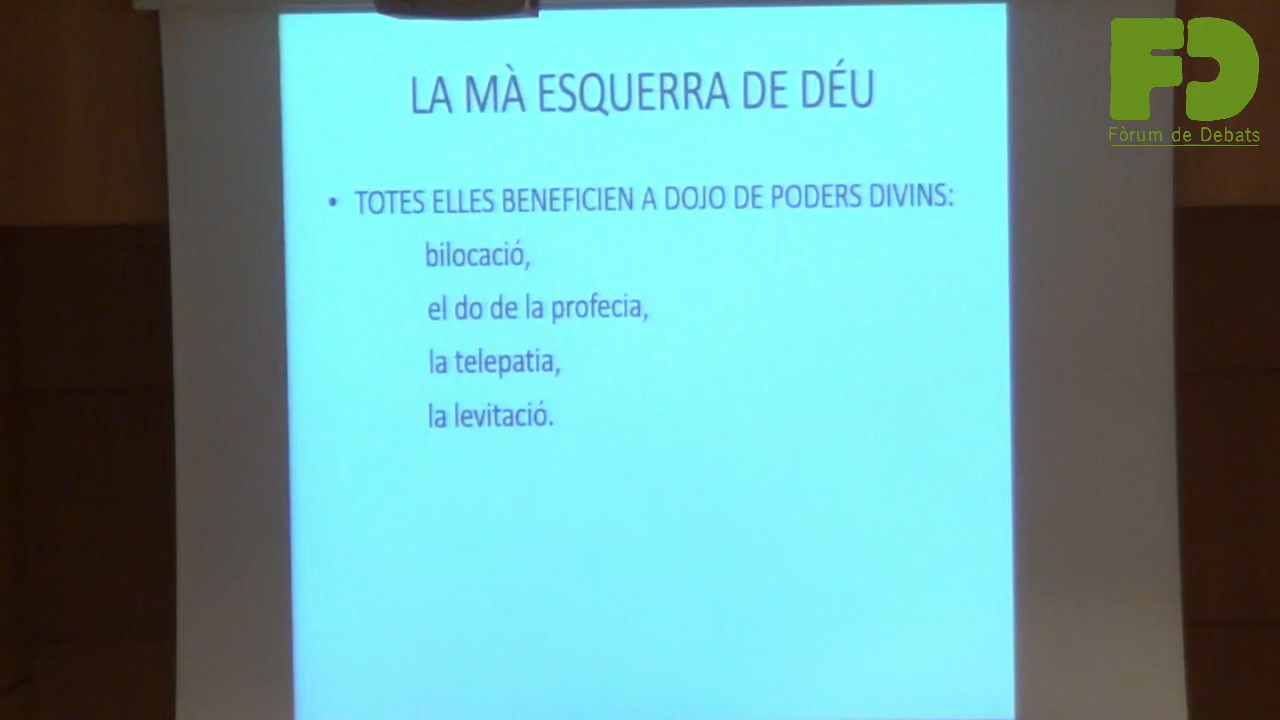 LA MÀ ESQUERRA DE DÉU
• TOTES ELLES BENEFICIEN A DOJO DE PODERS DIVINS:
bilocació,
el do de la profecia,
la telepatia,
la levitació.
FD
Fòrum de Debats